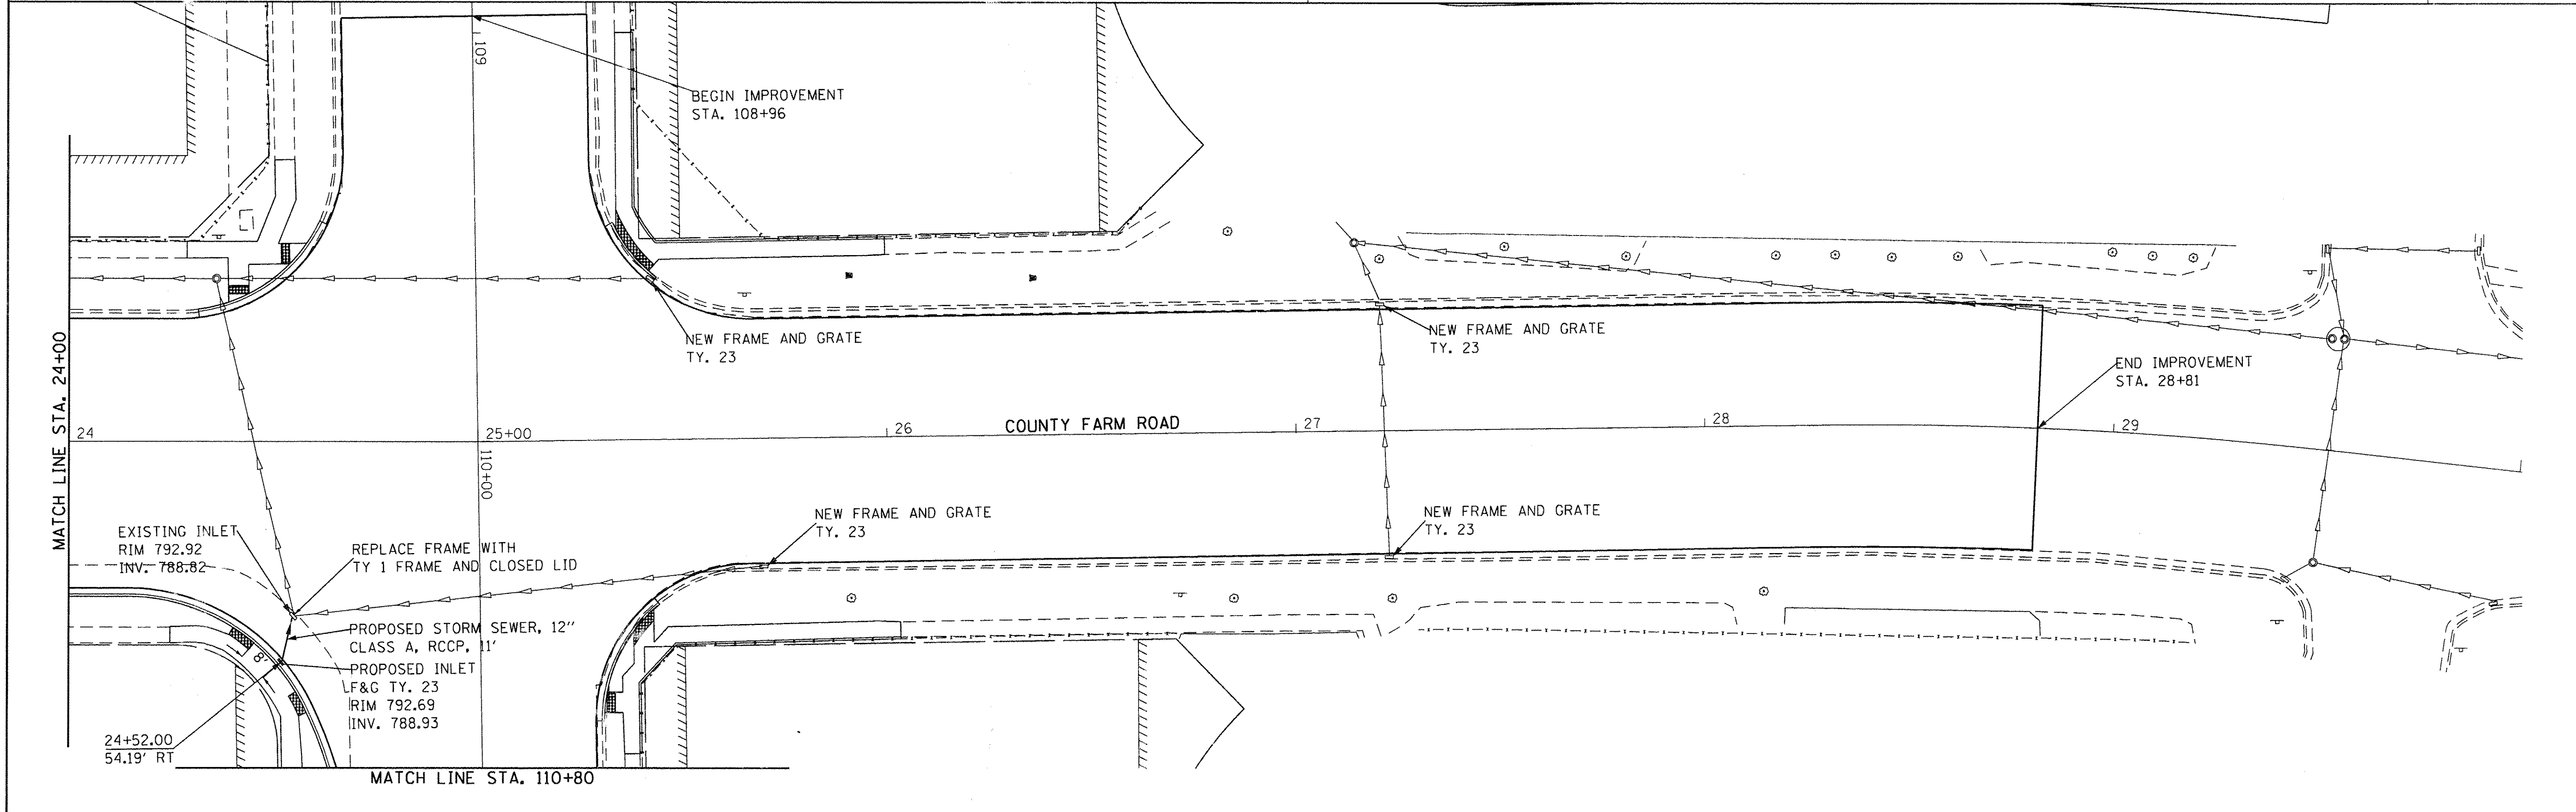 109
BEGIN IMPROVEMENT
STA. 108+96
NEW FRAME AND GRATE
TY. 23
NEW FRAME AND GRATE
TY. 23
END IMPROVEMENT
STA. 28+81
MATCH LINE STA. 24+00
24
25+00
26
COUNTY FARM ROAD
27
28
29
110+00
EXISTING INLET
RIM 792.92
INV. 788.82
REPLACE FRAME WITH
TY 1 FRAME AND CLOSED LID
NEW FRAME AND GRATE
TY. 23
NEW FRAME AND GRATE
TY. 23
PROPOSED STORM SEWER, 12"
CLASS A, RCCP, 11'
8'
PROPOSED INLET
F&G TY. 23
RIM 792.69
INV. 788.93
24+52.00
54.19' RT
MATCH LINE STA. 110+80